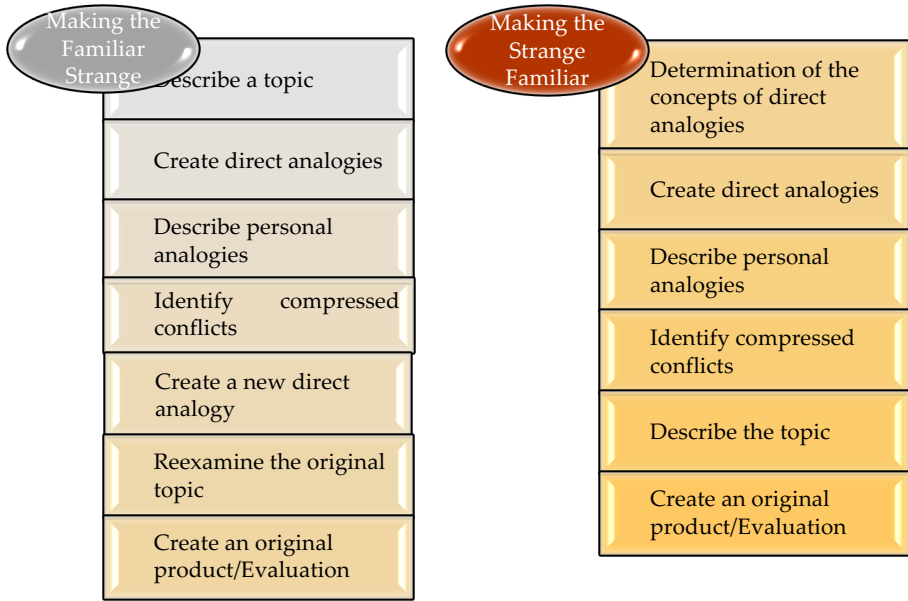 Making the
Familiar
Strange
Describe a topic
Create direct analogies
Describe personal
analogies
Identify compressed
conflicts
Create a new direct
analogy
Reexamine the original
topic
Create an original
product/Evaluation
Making the
Strange
Familiar
Determination of the
concepts of direct
analogies
Create direct analogies
Describe personal
analogies
Identify compressed
conflicts
Describe the topic
Create an original
product/Evaluation